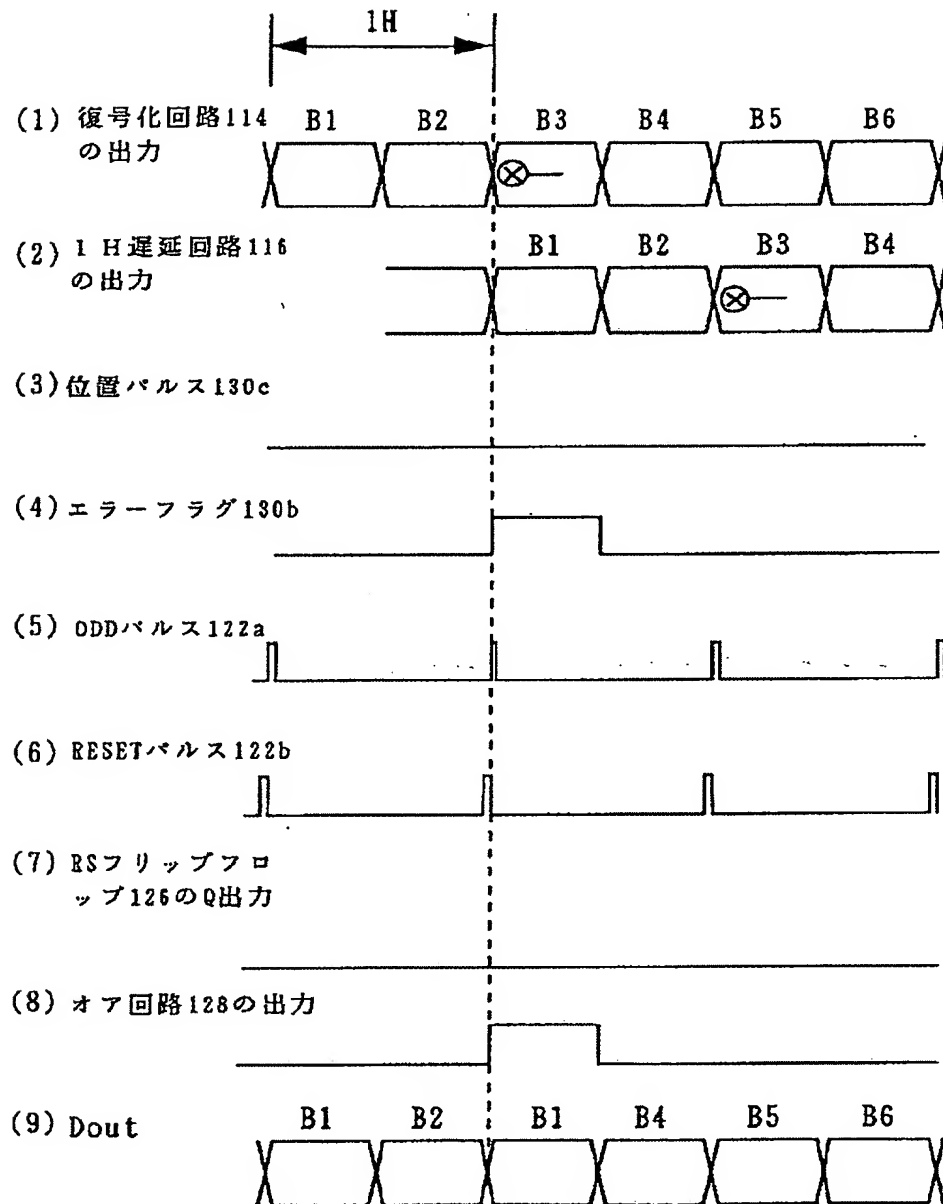 1H
(1) 復号化回路114
の出力
B1 B2 B3 B4 B5 B6
(2) 1H遅延回路116
の出力
B1 B2 B3 B4
(3) 位置パルス130c
(4) エラーフラグ130b
(5) ODDパルス122a
(6) RESETパルス122b
(7) RSフリップフロ
ップ126のQ出力
(8) オア回路128の出力
(9) Dout
B1 B2 B1 B4 B5 B6